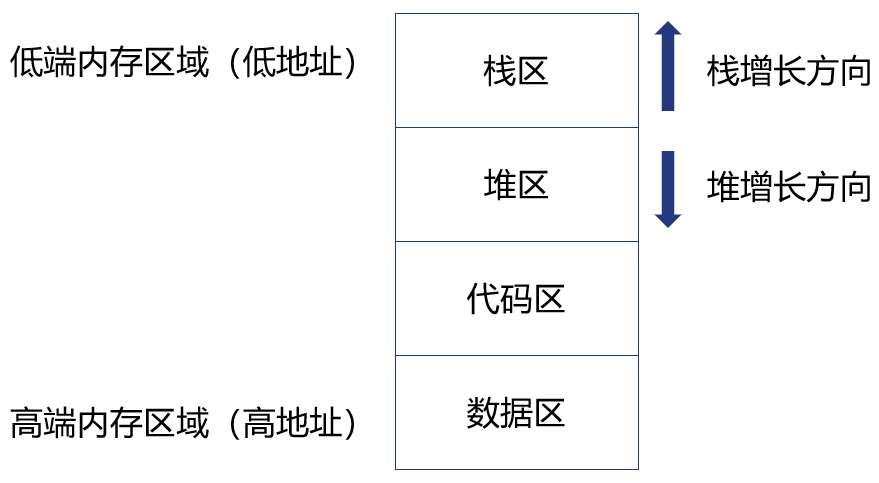 低端内存区域（低地址）
栈区
栈增长方向
堆区
堆增长方向
代码区
数据区
高端内存区域（高地址）